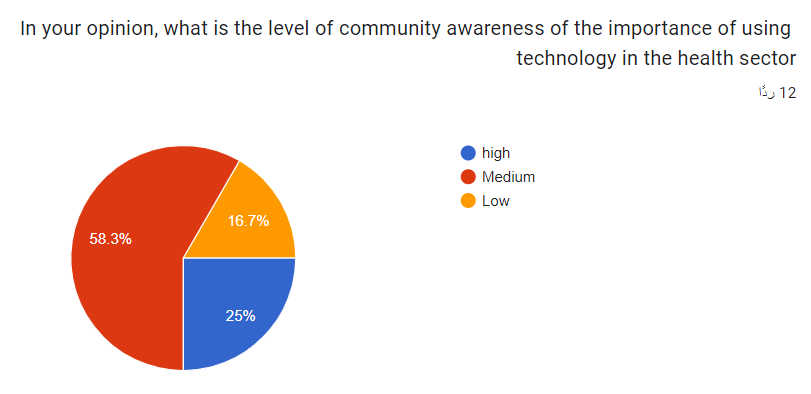 In your opinion, what is the level of community awareness of the importance of using
technology in the health sector
12 ردًا
high
Medium
Low
16.7%
58.3%
25%